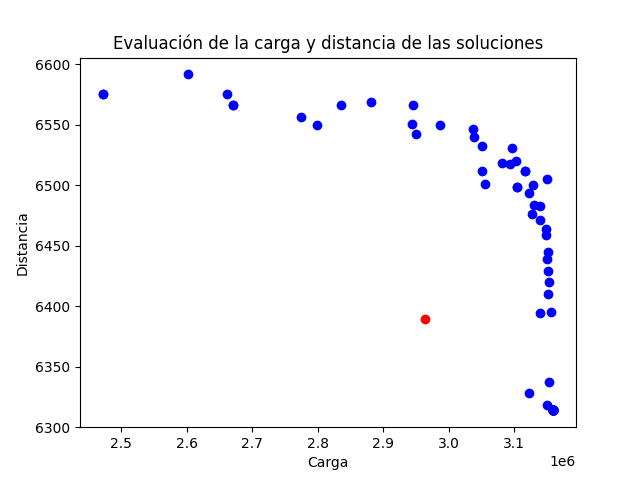 Evaluación de la carga y distancia de las soluciones
6600
6550
6500
6450
6400
6350
6300
Distancia
2.5 2.6 2.7 2.8 2.9 3.0 3.1
1e6
Carga